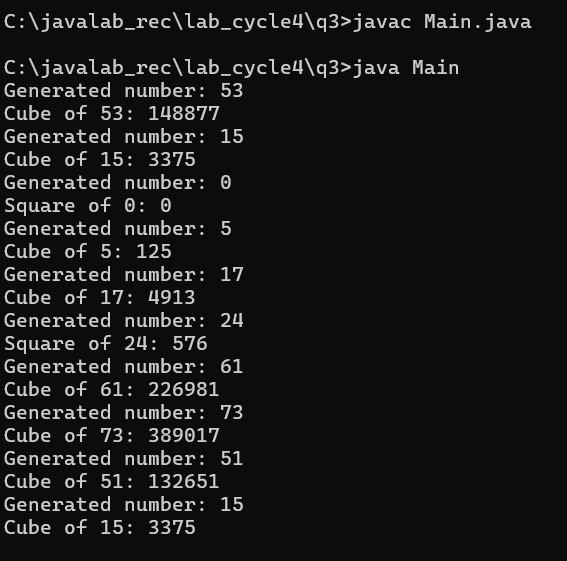 C:\javalab_rec\lab_cycle4\q3>javac Main.java
C:\javalab_rec\lab_cycle4\q3>java Main
Generated number: 53
Cube of 53: 148877
Generated number: 15
Cube of 15: 3375
Generated number: 0
Square of 0: 0
Generated number: 5
Cube of 5: 125
Generated number: 17
Cube of 17: 4913
Generated number: 24
Square of 24: 576
Generated number: 61
Cube of 61: 226981
Generated number: 73
Cube of 73: 389017
Generated number: 51
Cube of 51: 132651
Generated number: 15
Cube of 15: 3375